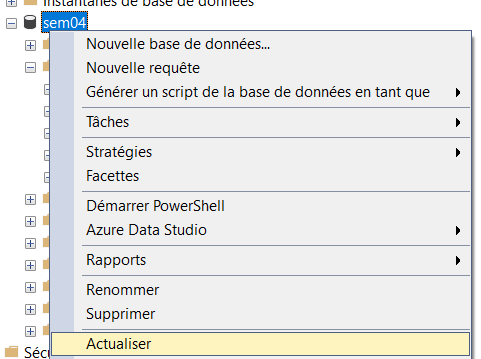 Instantanés de base de données
sem04
Nouvelle base de données...
Nouvelle requête
Générer un script de la base de données en tant que
Tâches
Stratégies
Facettes
Démarrer PowerShell
Azure Data Studio
Rapports
Renommer
Supprimer
Actualiser
Sécu